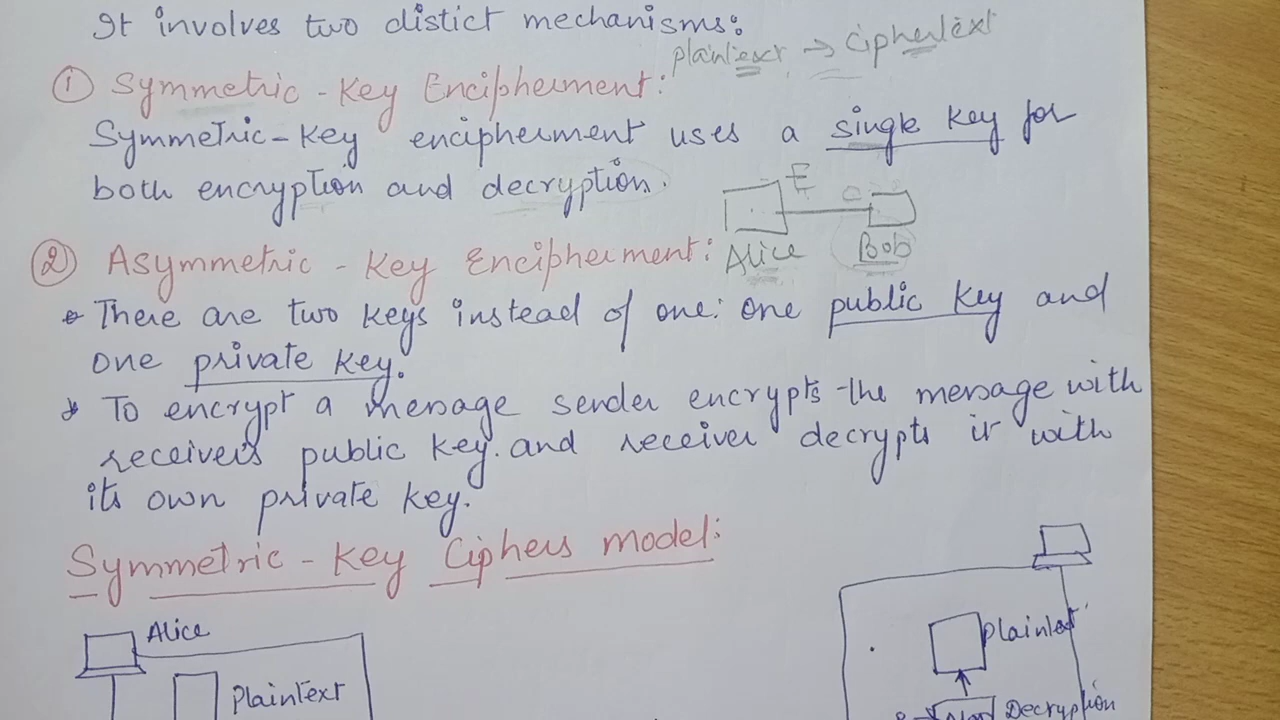 It involves two distict mechanisms:
plaintext → Ciphertext
① Symmetric - Key Encipherment:
Symmetric - Key encipherment uses a single key for
both encryption and decryption.
E
C
Alice
Bob
② Asymmetric - Key Encipherment:
There are two keys instead of one: one public key and
one private key.
To encrypt a message sender encrypts the message with
receiver's public key. and receiver decrypts it with
its own private key.
Symmetric - Key Ciphers model:
Alice
Plaintext
Plaintext
Decryption